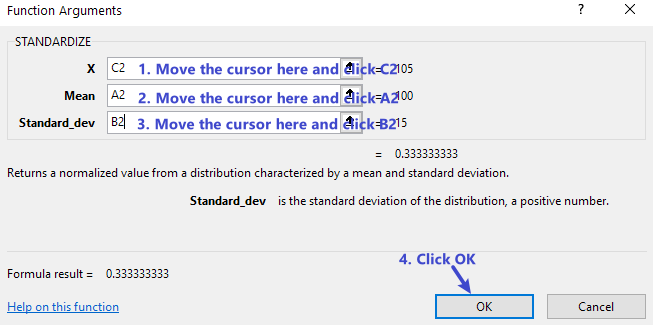 Function Arguments ? ×
STANDARDIZE
X C2 1. Move the cursor here and click C2 = 105
Mean A2 2. Move the cursor here and click A2 = 100
Standard_dev B2 3. Move the cursor here and click B2 = 15
= 0.333333333
Returns a normalized value from a distribution characterized by a mean and standard deviation.
Standard_dev is the standard deviation of the distribution, a positive number.
4. Click OK
Formula result = 0.333333333
Help on this function OK Cancel